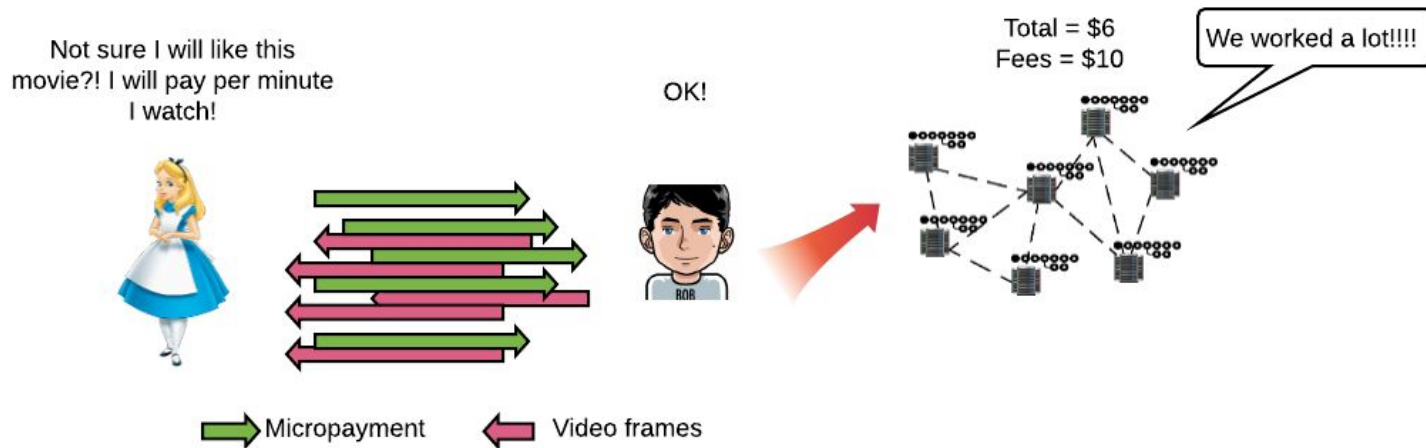 Not sure I will like this
movie?! I will pay per minute
I watch!
OK!
Total = $6
Fees = $10
We worked a lot!!!!
BOB
Micropayment
Video frames